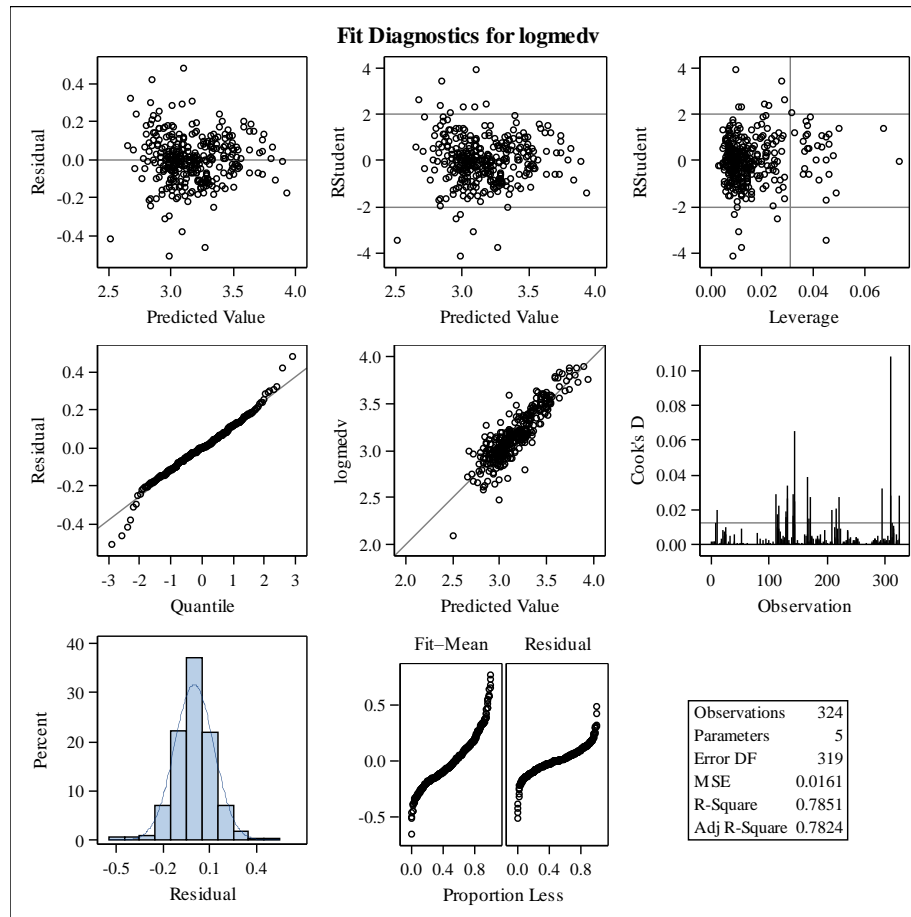 Fit Diagnostics for logmedv
Residual
0.4
0.2
0.0
-0.2
-0.4
2.5 3.0 3.5 4.0
Predicted Value
RStudent
4
2
0
-2
-4
2.5 3.0 3.5 4.0
Predicted Value
RStudent
4
2
0
-2
-4
0.00 0.02 0.04 0.06
Leverage
Residual
0.4
0.2
0.0
-0.2
-0.4
-3 -2 -1 0 1 2 3
Quantile
logmedv
4.0
3.5
3.0
2.5
2.0
2.0 2.5 3.0 3.5 4.0
Predicted Value
Cook's D
0.10
0.08
0.06
0.04
0.02
0.00
0 100 200 300
Observation
Percent
40
30
20
10
0
-0.5 -0.2 0.1 0.4
Residual
Fit–Mean Residual
0.5
0.0
-0.5
0.0 0.4 0.8 0.0 0.4 0.8
Proportion Less
Observations 324
Parameters 5
Error DF 319
MSE 0.0161
R-Square 0.7851
Adj R-Square 0.7824